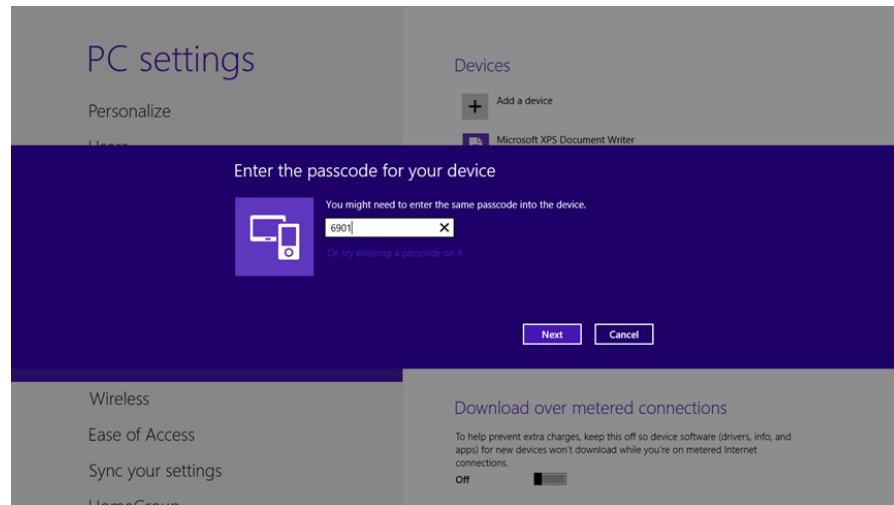 PC settings
Personalize
Users
Devices
Add a device
Microsoft XPS Document Writer
Enter the passcode for your device
You might need to enter the same passcode into the device.
6901
Or, try entering a passcode on it.
Next
Cancel
Wireless
Ease of Access
Sync your settings
HomeGroup
Download over metered connections
To help prevent extra charges, keep this off so device software (drivers, info, and
apps) for new devices won't download while you're on metered Internet
connections.
Off